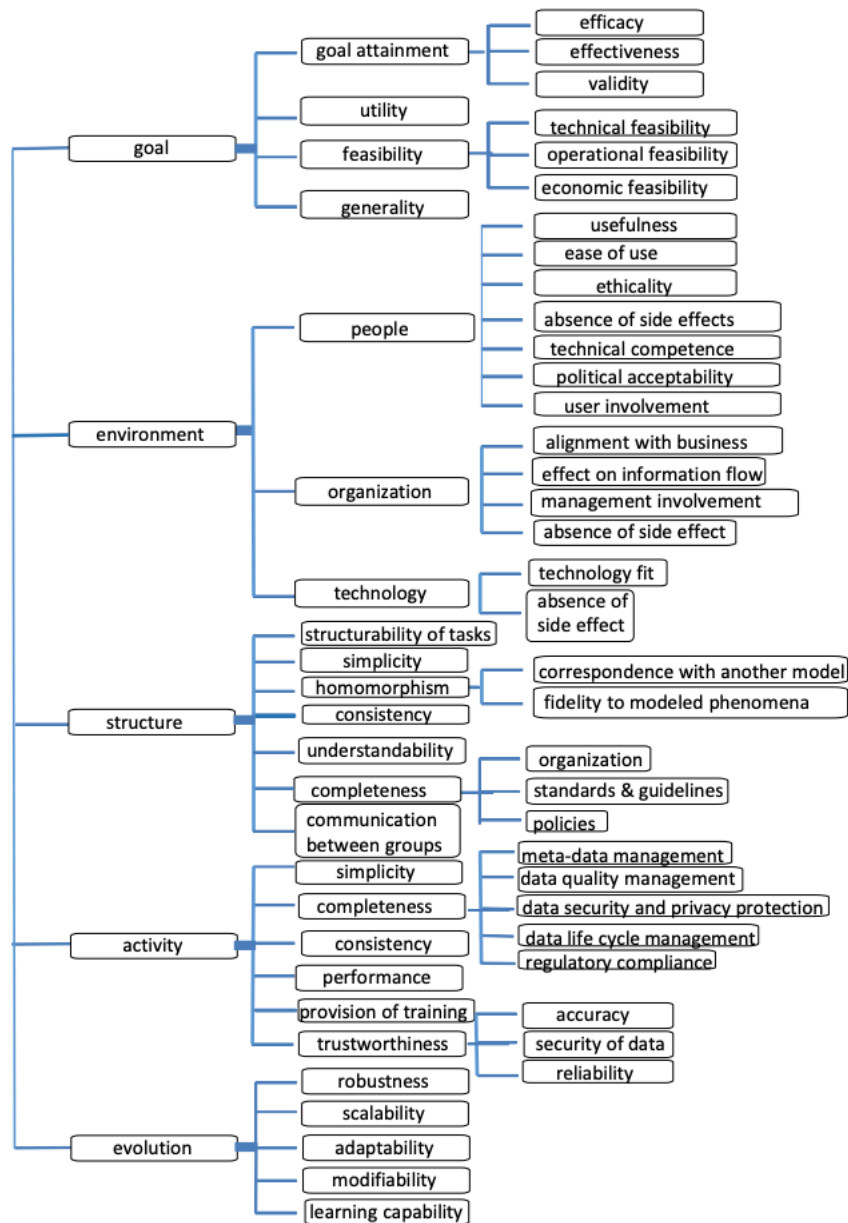 goal
goal attainment
efficacy
effectiveness
validity
utility
feasibility
technical feasibility
operational feasibility
economic feasibility
generality
environment
people
usefulness
ease of use
ethicality
absence of side effects
technical competence
political acceptability
user involvement
organization
alignment with business
effect on information flow
management involvement
absence of side effect
technology
technology fit
absence of
side effect
structure
structurability of tasks
simplicity
homomorphism
correspondence with another model
fidelity to modeled phenomena
consistency
understandability
completeness
organization
standards & guidelines
policies
communication
between groups
activity
simplicity
completeness
meta-data management
data quality management
data security and privacy protection
data life cycle management
regulatory compliance
consistency
performance
provision of training
trustworthiness
accuracy
security of data
reliability
evolution
robustness
scalability
adaptability
modifiability
learning capability